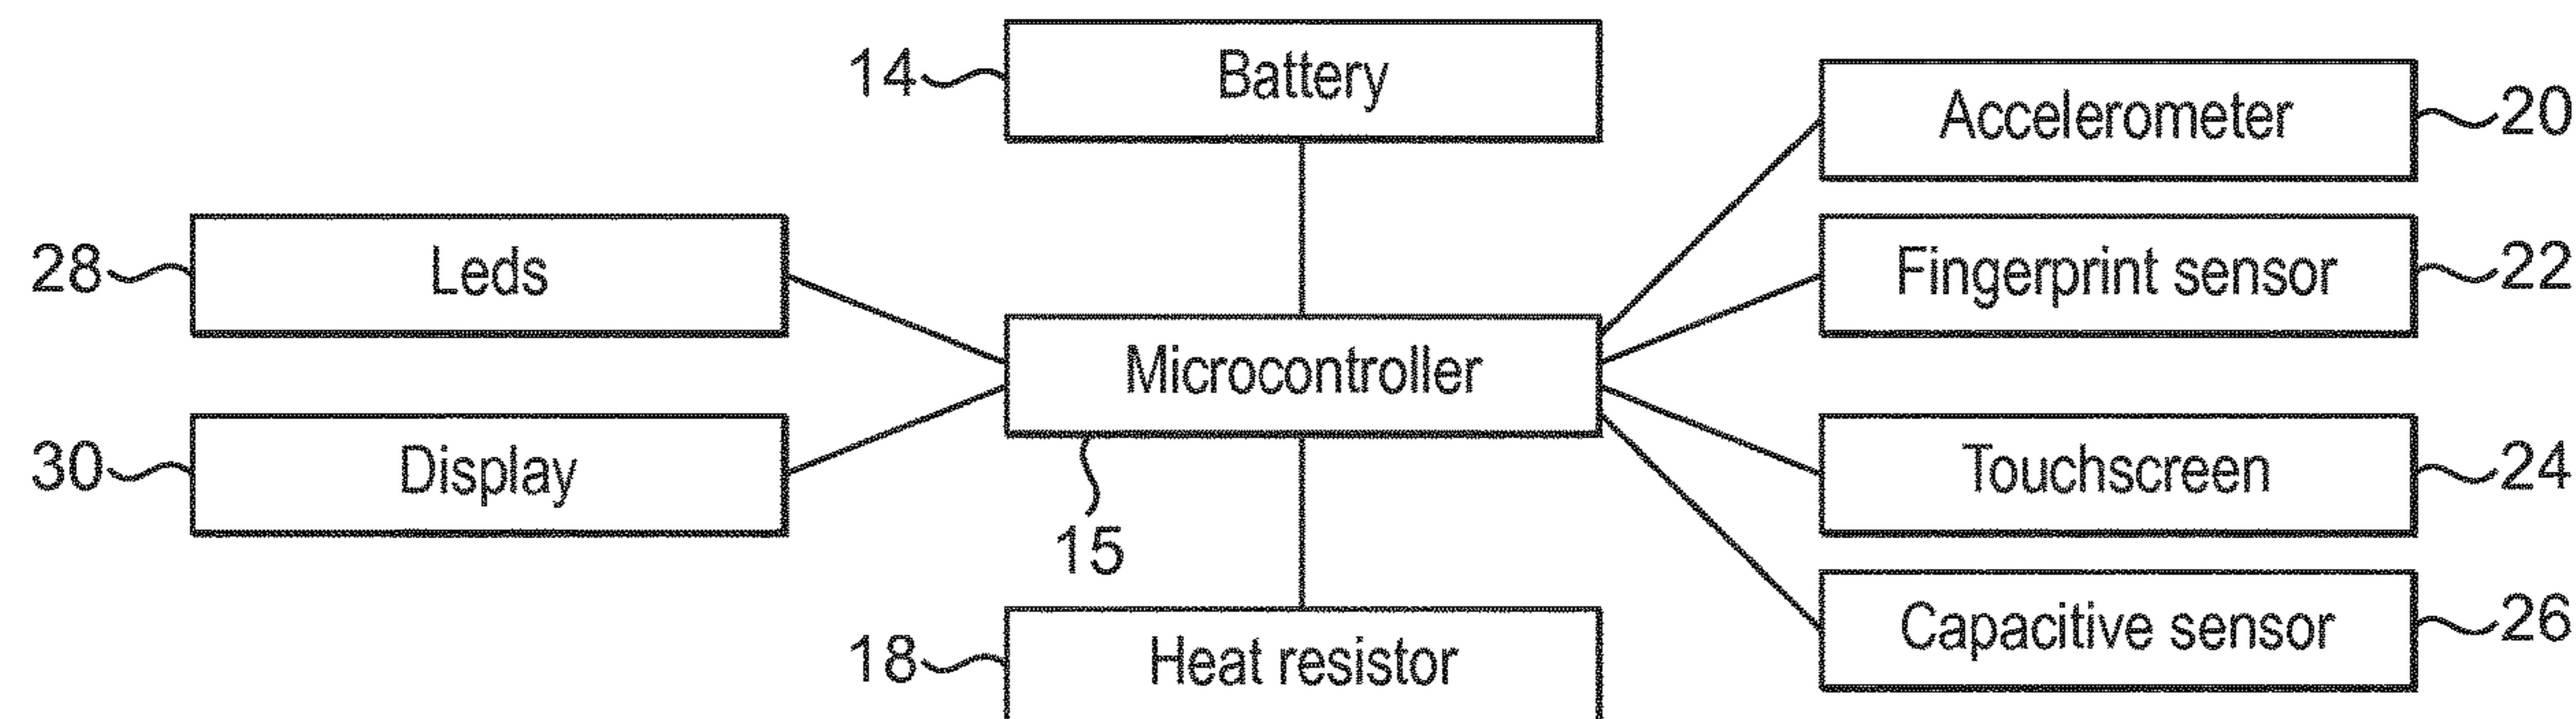 14 Battery
Accelerometer 20
28 Leds
Fingerprint sensor 22
Microcontroller
30 Display
Touchscreen 24
15
18 Heat resistor
Capacitive sensor 26